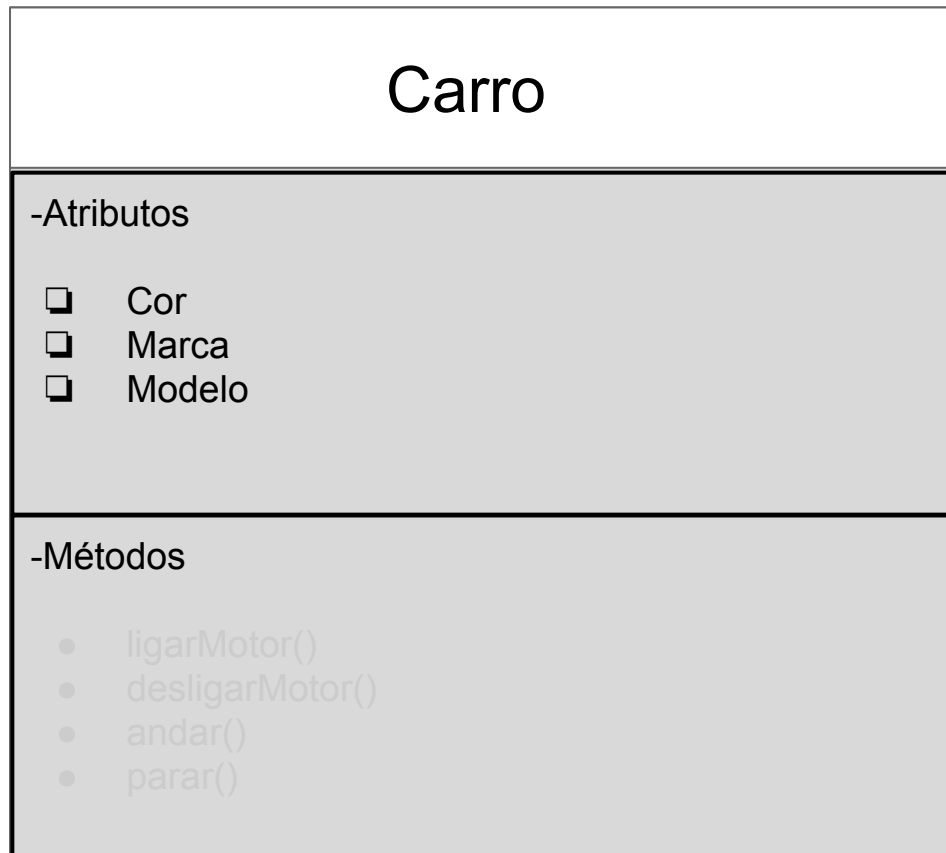 Carro
-Atributos
❏ Cor
❏ Marca
❏ Modelo
-Métodos
● ligarMotor()
● desligarMotor()
● andar()
● parar()